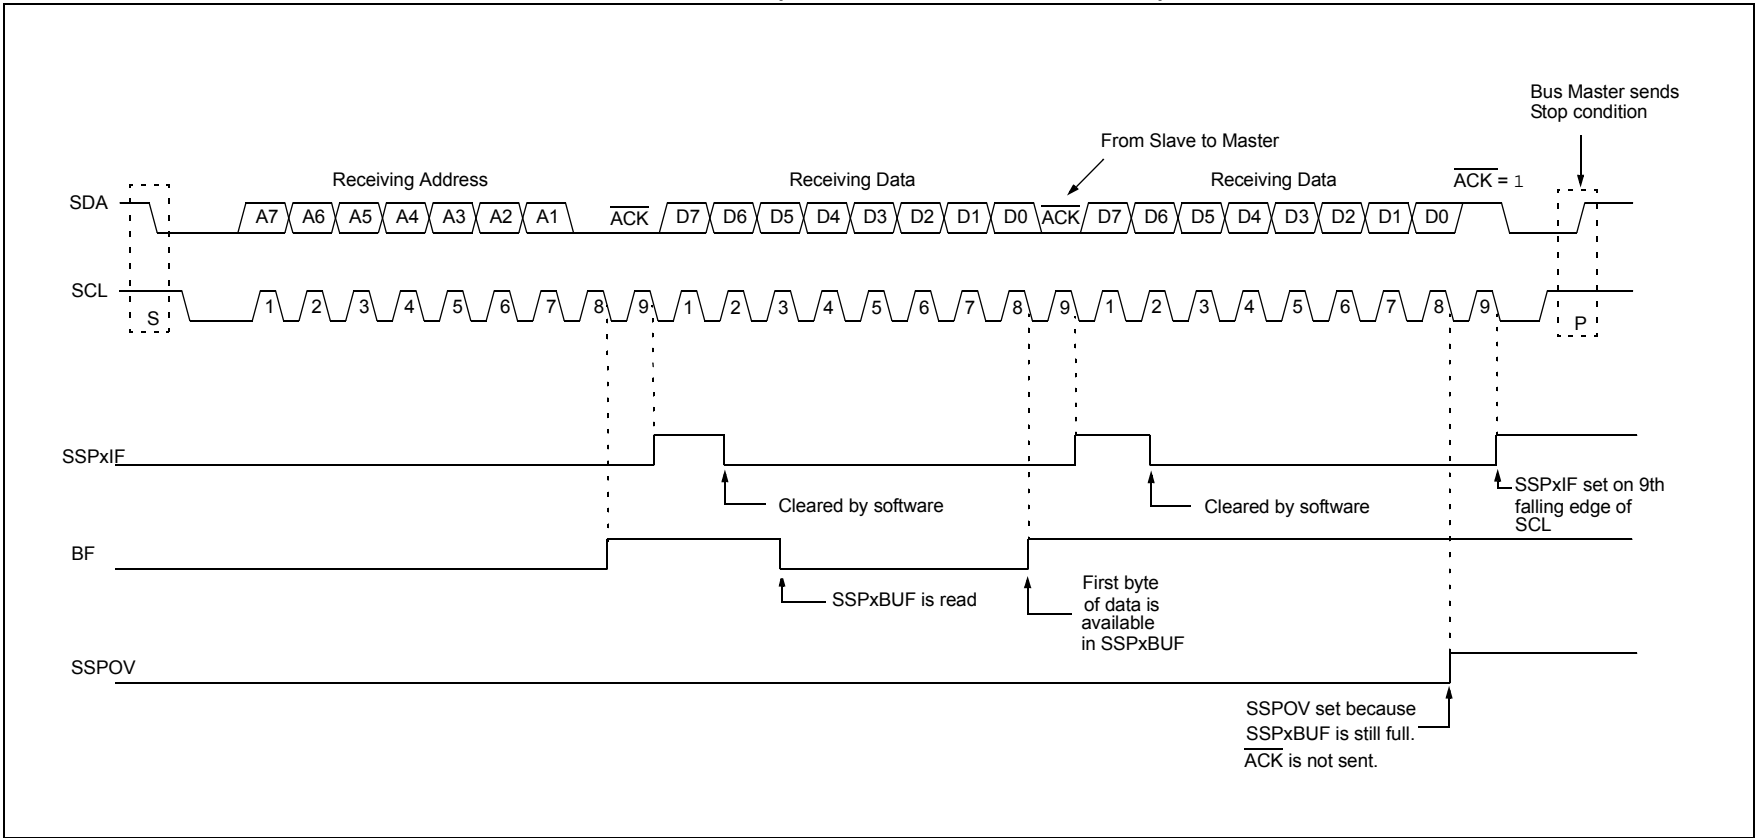 Bus Master sends
Stop condition
From Slave to Master
Receiving Address
Receiving Data
Receiving Data
ACK = 1
SDA
A7 A6 A5 A4 A3 A2 A1 ACK D7 D6 D5 D4 D3 D2 D1 D0 ACK D7 D6 D5 D4 D3 D2 D1 D0
SCL
1 2 3 4 5 6 7 8 9 1 2 3 4 5 6 7 8 9 1 2 3 4 5 6 7 8 9
S
P
SSPxIF
Cleared by software
Cleared by software
SSPxIF set on 9th
falling edge of
SCL
BF
SSPxBUF is read
First byte
of data is
available
in SSPxBUF
SSPOV
SSPOV set because
SSPxBUF is still full.
ACK is not sent.